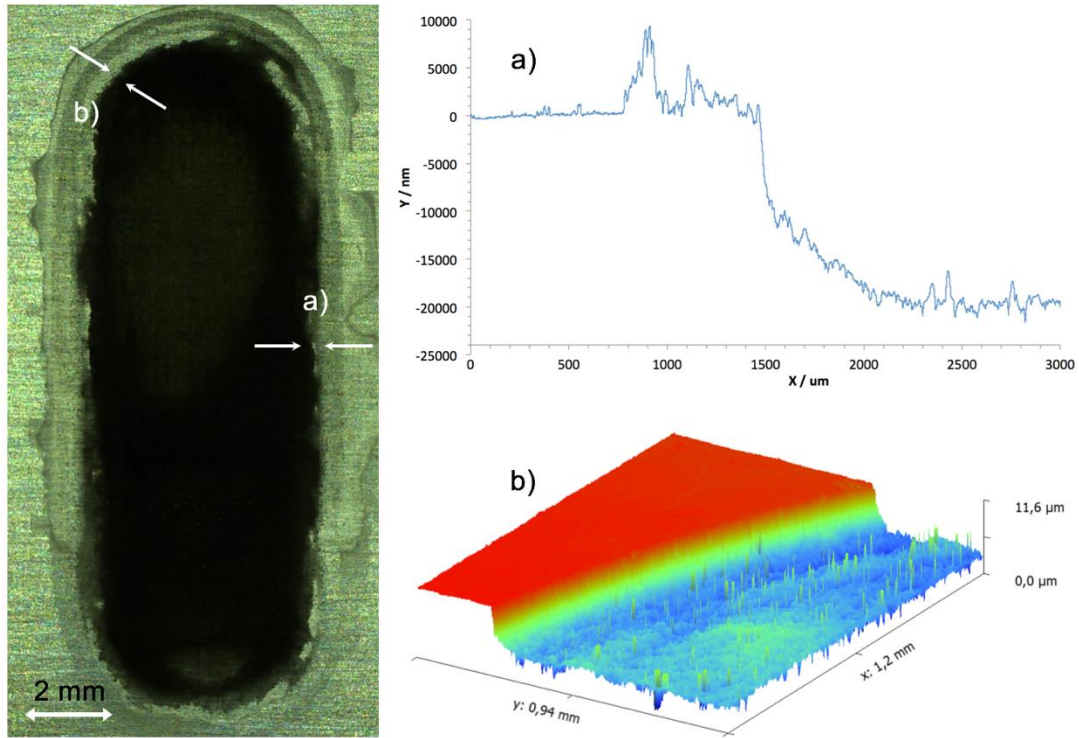 b)
a)
2 mm
a)
10000
5000
0
-5000
-10000
-15000
-20000
-25000
Y / nm
0 500 1000 1500 2000 2500 3000
X / um
b)
11,6 µm
0,0 µm
x: 1,2 mm
y: 0,94 mm